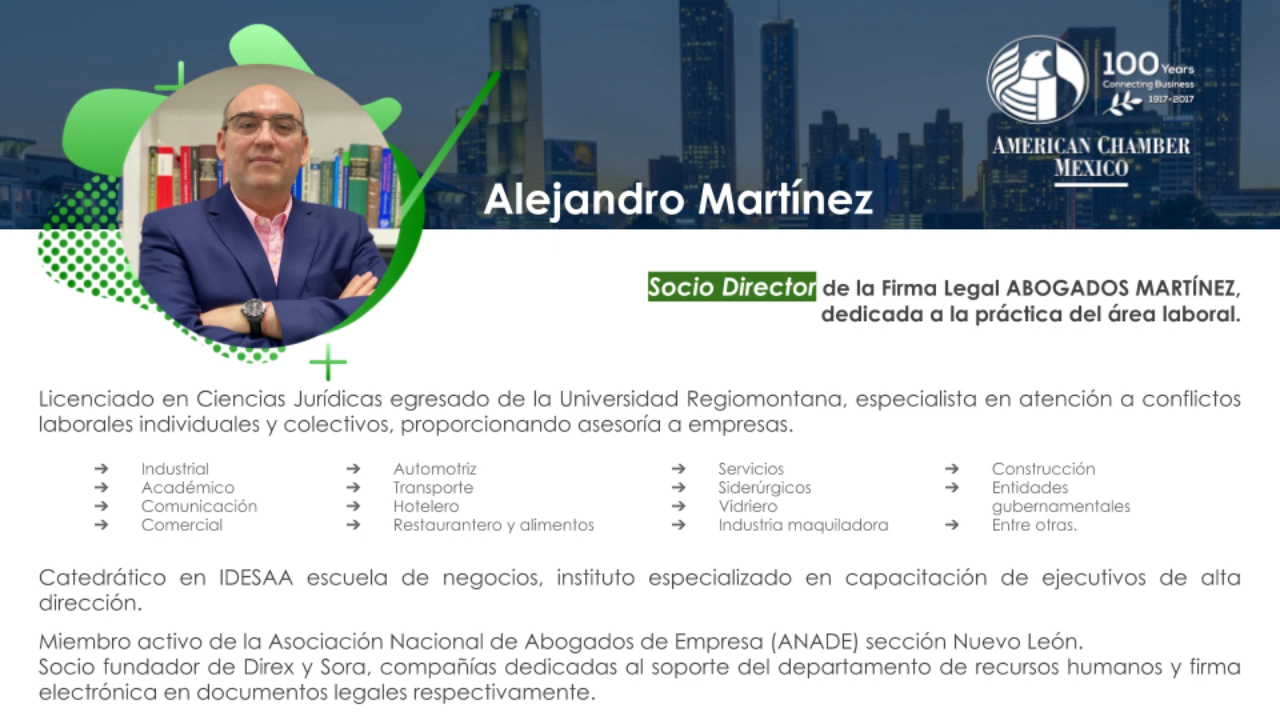 100 Years
Connecting Business
1917•2017
AMERICAN CHAMBER
MEXICO
Alejandro Martínez
Socio Director de la Firma Legal ABOGADOS MARTÍNEZ,
dedicada a la práctica del área laboral.
Licenciado en Ciencias Jurídicas egresado de la Universidad Regiomontana, especialista en atención a conflictos
laborales individuales y colectivos, proporcionando asesoría a empresas.
➔ Industrial
➔ Académico
➔ Comunicación
➔ Comercial
➔ Automotriz
➔ Transporte
➔ Hotelero
➔ Restaurantero y alimentos
➔ Servicios
➔ Siderúrgicos
➔ Vidriero
➔ Industria maquiladora
➔ Construcción
➔ Entidades
gubernamentales
➔ Entre otras.
Catedrático en IDESAA escuela de negocios, instituto especializado en capacitación de ejecutivos de alta
dirección.
Miembro activo de la Asociación Nacional de Abogados de Empresa (ANADE) sección Nuevo León.
Socio fundador de Direx y Sora, compañías dedicadas al soporte del departamento de recursos humanos y firma
electrónica en documentos legales respectivamente.